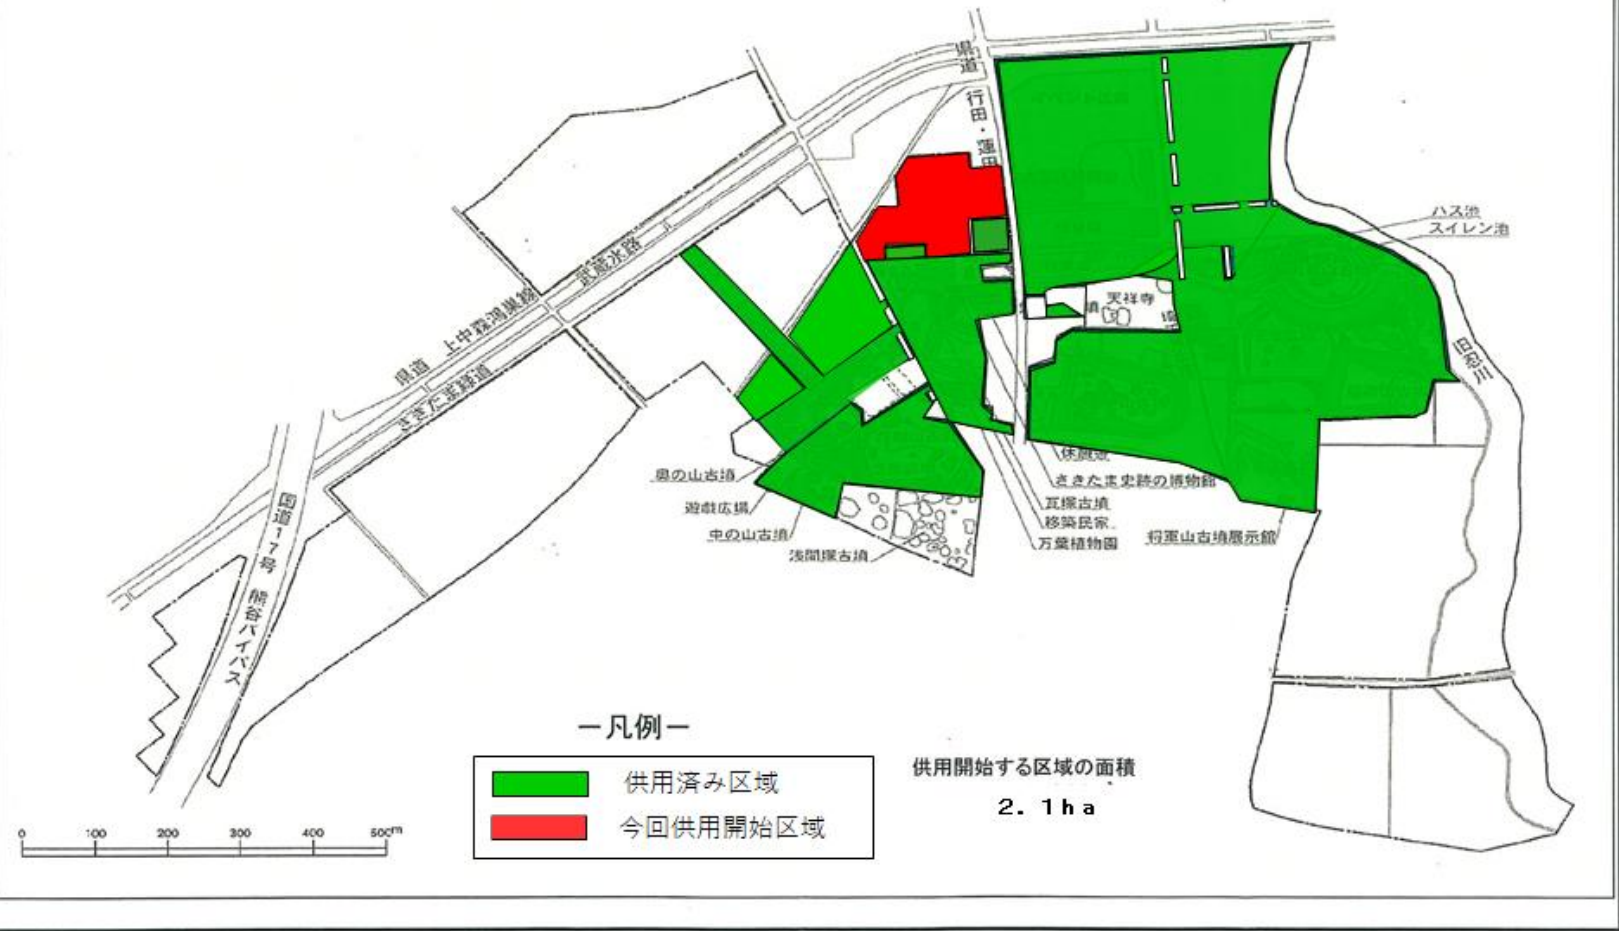 県道
行田・蓮田
ハス池
スイレン池
武蔵水路
天祥寺
県道 上中森鴻巣線
旧忍川
さきたま緑道
休憩所
奥の山古墳
さきたま史跡の博物館
遊戯広場
瓦塚古墳
国道17号 熊谷バイパス
移築民家
中の山古墳
万葉植物園
将軍山古墳展示館
浅間塚古墳
－凡例－
供用済み区域
今回供用開始区域
供用開始する区域の面積
2.1ha
0 100 200 300 400 500m